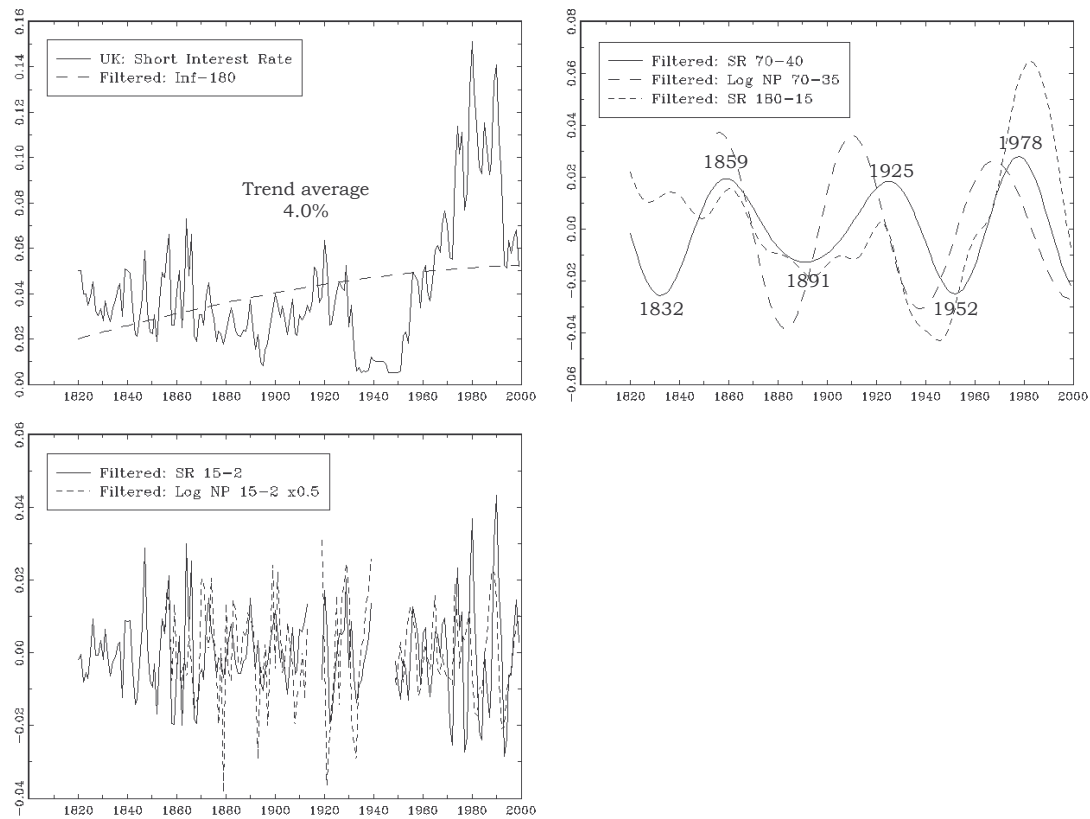 0.16
0.14
0.12
0.10
0.08
0.06
0.04
0.02
0.00
UK: Short Interest Rate
Filtered: Inf-180
Trend average
4.0%
1820 1840 1860 1880 1900 1920 1940 1960 1980 2000
0.08
0.06
0.04
0.02
0.00
-0.02
-0.04
-0.06
Filtered: SR 70-40
Filtered: Log NP 70-35
Filtered: SR 180-15
1978
1859
1925
1891
1832
1952
1820 1840 1860 1880 1900 1920 1940 1960 1980 2000
0.06
0.04
0.02
0.00
-0.02
-0.04
Filtered: SR 15-2
Filtered: Log NP 15-2 x0.5
1820 1840 1860 1880 1900 1920 1940 1960 1980 2000